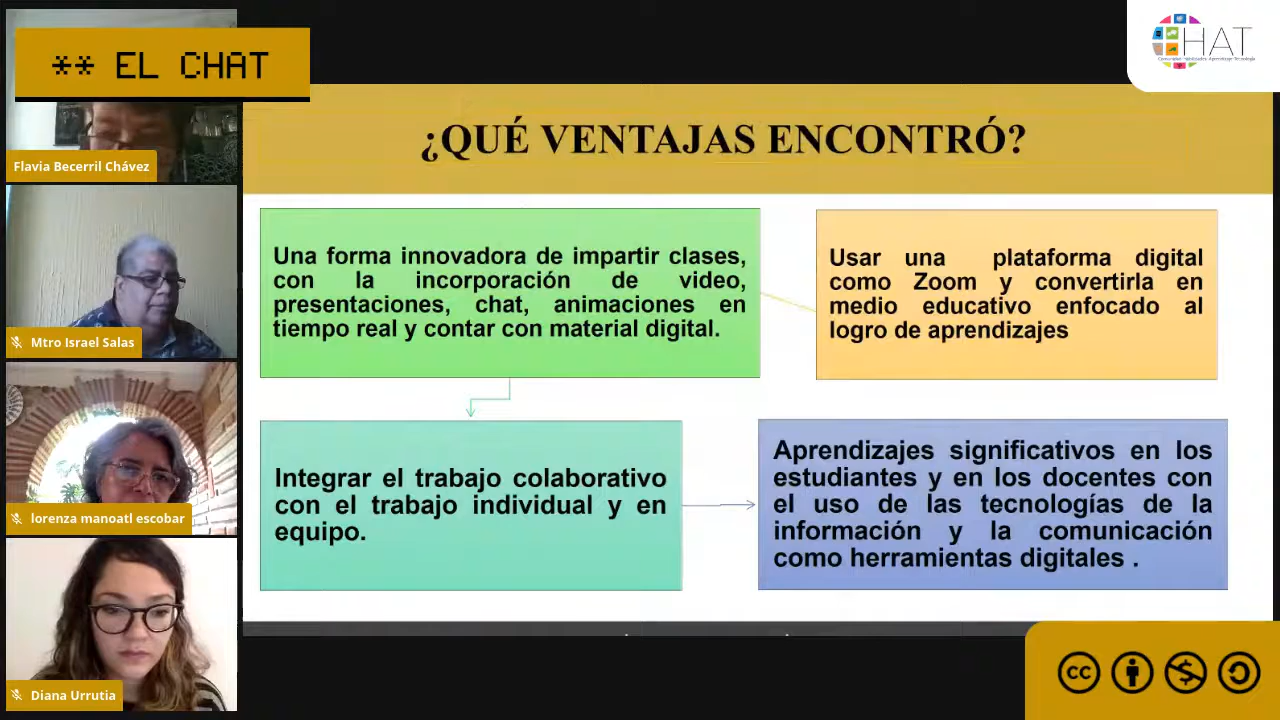 ** EL CHAT
HAT
¿QUÉ VENTAJAS ENCONTRÓ?
Una forma innovadora de impartir clases,
con la incorporación de video,
presentaciones, chat, animaciones en
tiempo real y contar con material digital.
Usar una plataforma digital
como Zoom y convertirla en
medio educativo enfocado al
logro de aprendizajes
Integrar el trabajo colaborativo
con el trabajo individual y en
equipo.
Aprendizajes significativos en los
estudiantes y en los docentes con
el uso de las tecnologías de la
información y la comunicación
como herramientas digitales .
Flavia Becerril Chávez
Mtro Israel Salas
lorenza manoatl escobar
Diana Urrutia
cc